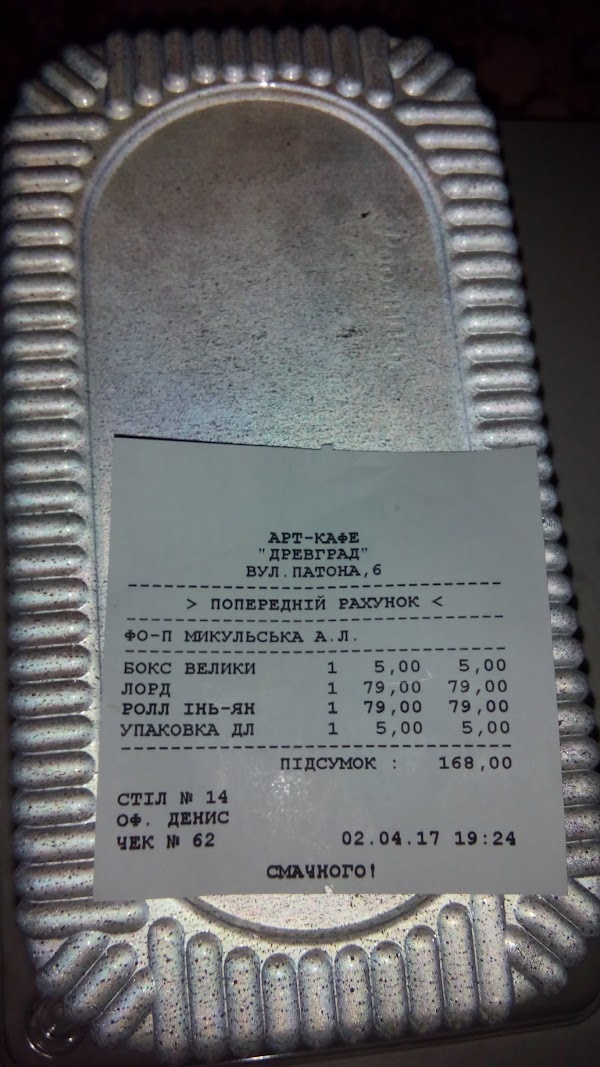 АРТ-КАФЕ
"ДРЕВГРАД"
ВУЛ.ПАТОНА,6
> ПОПЕРЕДНІЙ РАХУНОК <
ФО-П МИКУЛЬСЬКА А.Л.
БОКС ВЕЛИКИ 1 5,00 5,00
ЛОРД 1 79,00 79,00
РОЛЛ ІНЬ-ЯН 1 79,00 79,00
УПАКОВКА ДЛ 1 5,00 5,00
ПІДСУМОК : 168,00
СТІЛ № 14
ОФ. ДЕНИС
ЧЕК № 62 02.04.17 19:24
СМАЧНОГО!